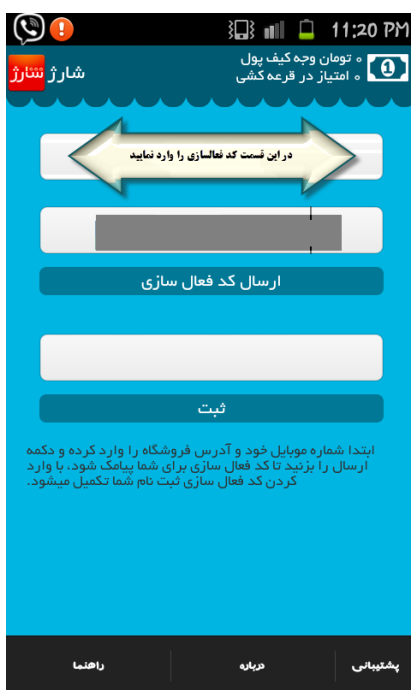 11:20 PM
۰ تومان وجه کیف پول
۰ امتیاز در قرعه کشی
1
شارژ شارژ
در این قسمت کد فعالسازی را وارد نمایید
ارسال کد فعال سازی
ثبت
ابتدا شماره موبایل خود و آدرس فروشگاه را وارد کرده و دکمه
ارسال را بزنید تا کد فعال سازی برای شما پیامک شود، با وارد
کردن کد فعال سازی ثبت نام شما تکمیل میشود.
پشتیبانی
درباره
راهنما